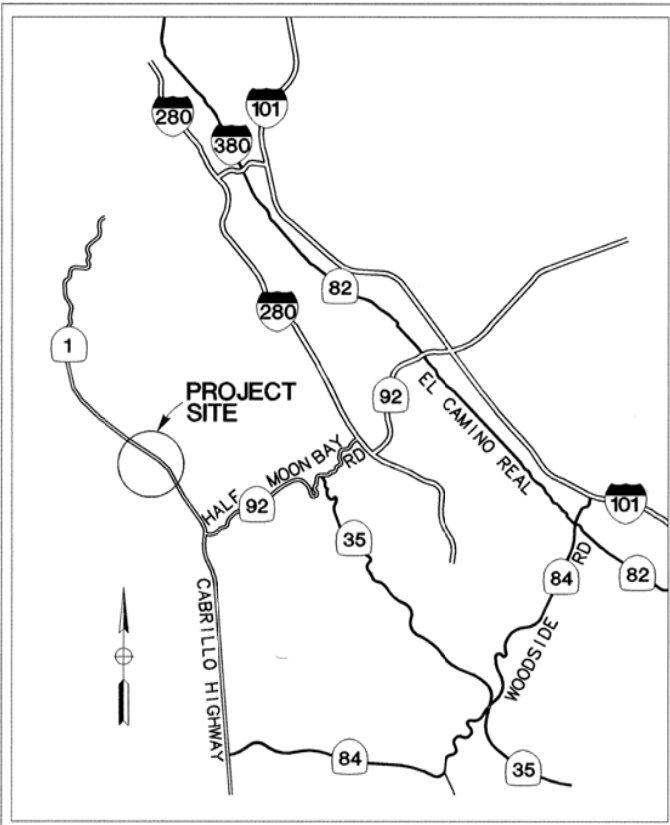 101
280
380
82
280
1
PROJECT
SITE
92
EL CAMINO REAL
HALF MOON BAY RD
92
101
35
84
82
WOODSIDE RD
CABRILLO HIGHWAY
84
35